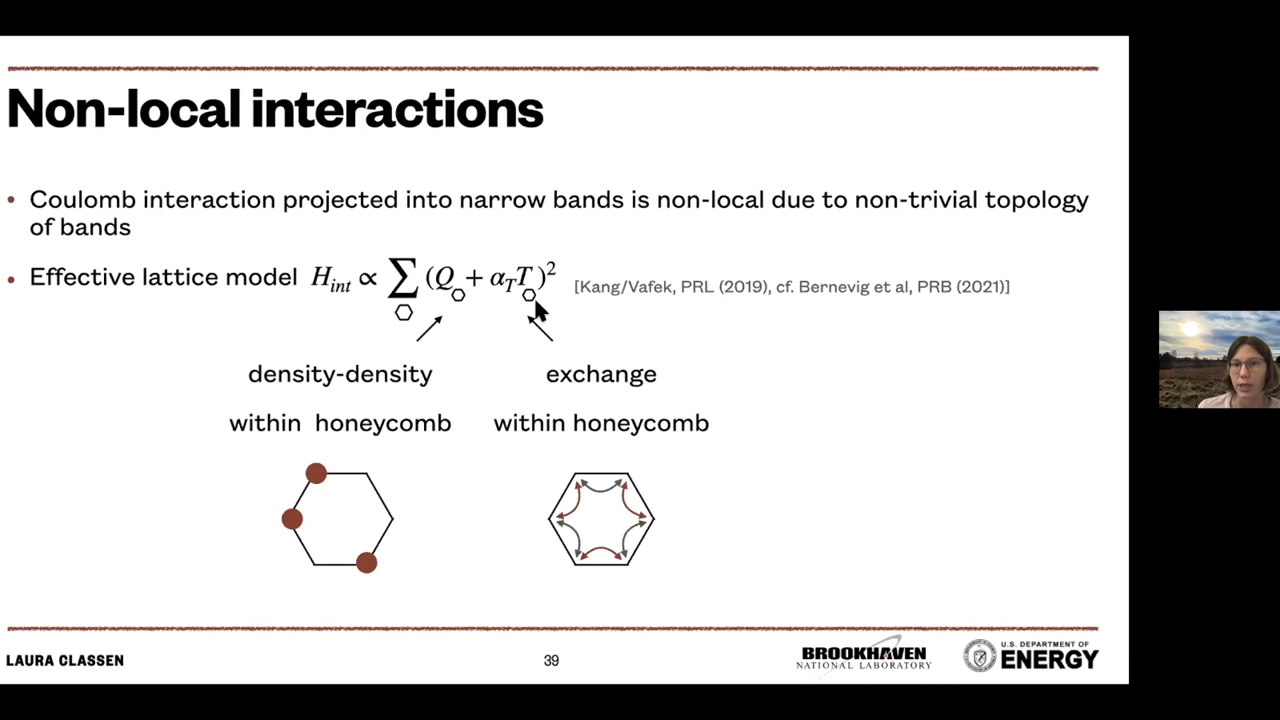 Non-local interactions
• Coulomb interaction projected into narrow bands is non-local due to non-trivial topology
of bands
• Effective lattice model H_int ∝ ∑_⬡ (Q_⬡ + α_T T_⬡)² [Kang/Vafek, PRL (2019), cf. Bernevig et al, PRB (2021)]
density-density exchange
within honeycomb within honeycomb
LAURA CLASSEN 39 BROOKHAVEN NATIONAL LABORATORY U.S. DEPARTMENT OF ENERGY